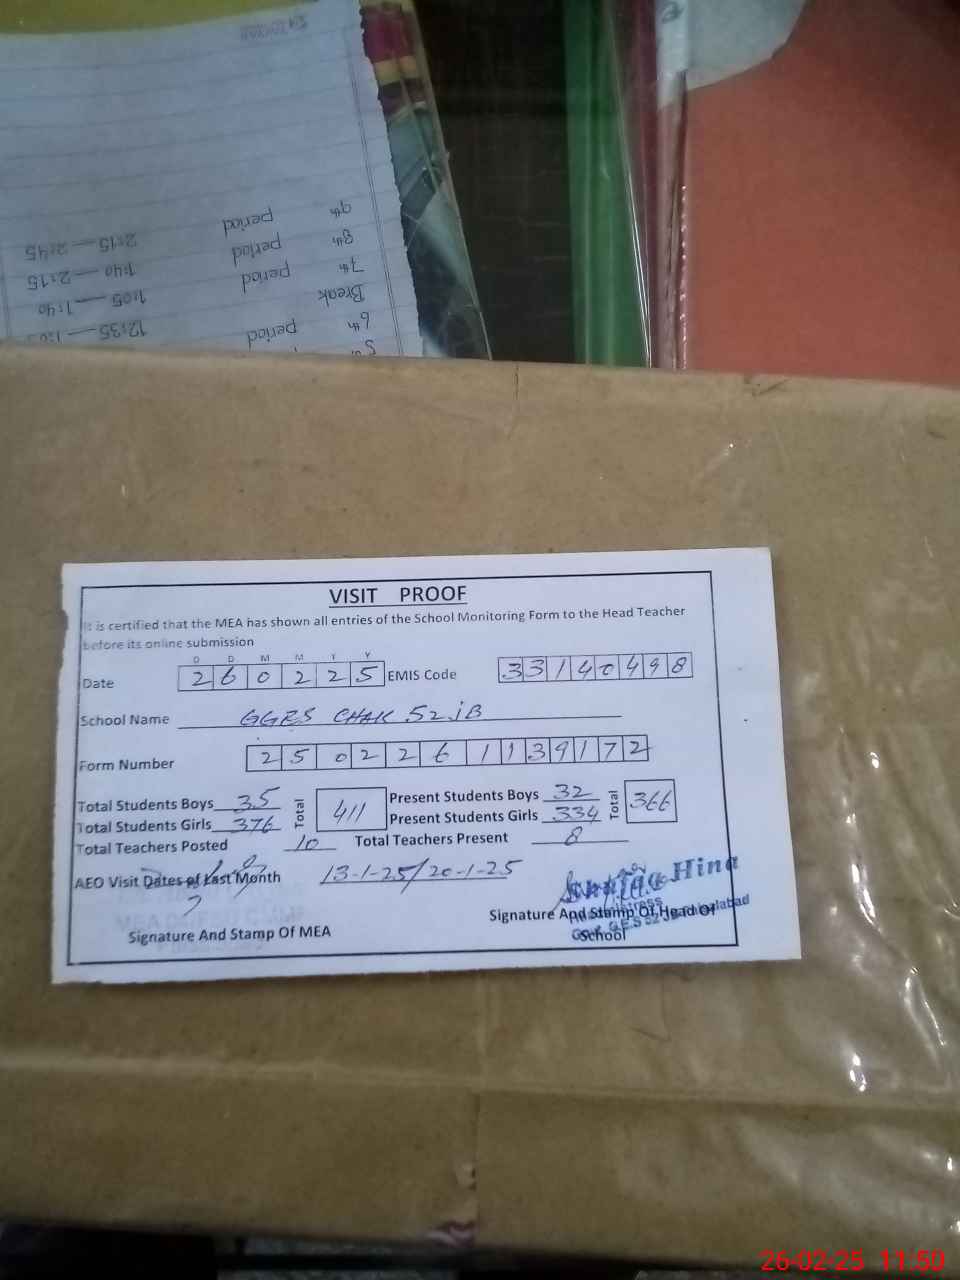 9th period 2:15 — 2:45
8th period 1:40 — 2:15
7th period 1:05 — 1:40
Break
6th period 12:35 — 1:05
VISIT PROOF
It is certified that the MEA has shown all entries of the School Monitoring Form to the Head Teacher
before its online submission
D D M M Y Y
Date 2 6 0 2 2 5 EMIS Code 3 3 1 4 0 4 9 8
School Name GGES CHAK 52 JB
Form Number 2 5 0 2 2 6 1 1 3 9 1 7 2
Total Students Boys 35 Total 411 Present Students Boys 32 Total 366
Total Students Girls 376 Present Students Girls 334
Total Teachers Posted 10 Total Teachers Present 8
AEO Visit Dates of Last Month 13-1-25/20-1-25
Hina
Signature And Stamp Of Head Of
School
Signature And Stamp Of MEA
26-02-25 11:50